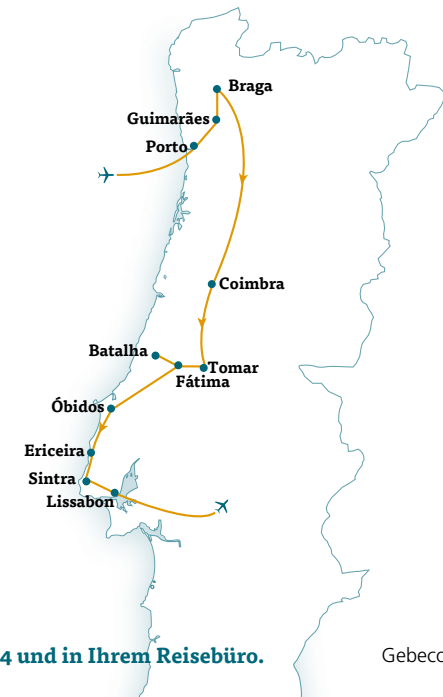 Braga
Guimarães
Porto
Coimbra
Batalha
Tomar
Fátima
Óbidos
Ericeira
Sintra
Lissabon
4 und in Ihrem Reisebüro.
Gebeco